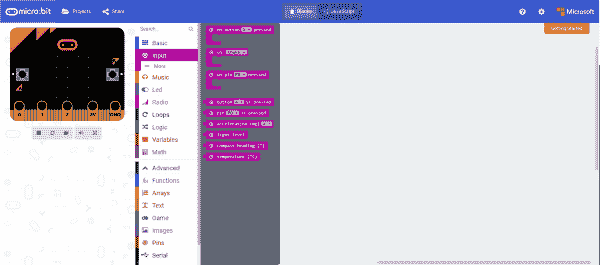 micro:bit Projects Share Blocks JavaScript Microsoft
Search...
Getting Started
Basic
Input
More
Music
Led
Radio
Loops
Logic
Variables
Math
Advanced
Functions
Arrays
Text
Game
Images
Pins
Serial
on button A pressed
on
on pin P0 pressed
button A is pressed
pin P0 is pressed
acceleration (mg) x
light level
compass heading (°)
temperature (°C)
0 1 2 3V GND